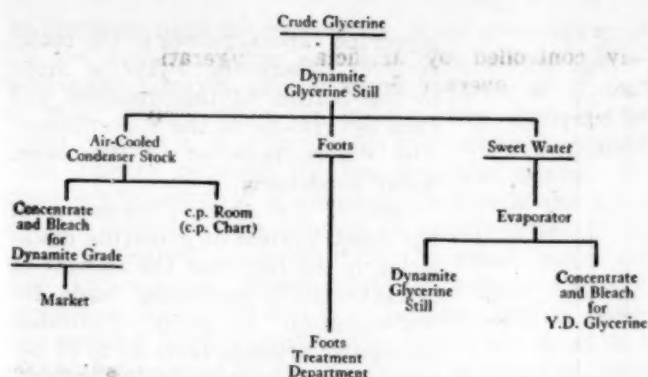 Crude Glycerine
Dynamite
Glycerine Still
Air-Cooled
Condenser Stock
Foots
Sweet Water
Concentrate
and Bleach
for
Dynamite Grade
c.p. Room
(c.p. Chart)
Evaporator
Market
Dynamite
Glycerine
Still
Concentrate
and Bleach
for
Y.D. Glycerine
Foots
Treatment
Department